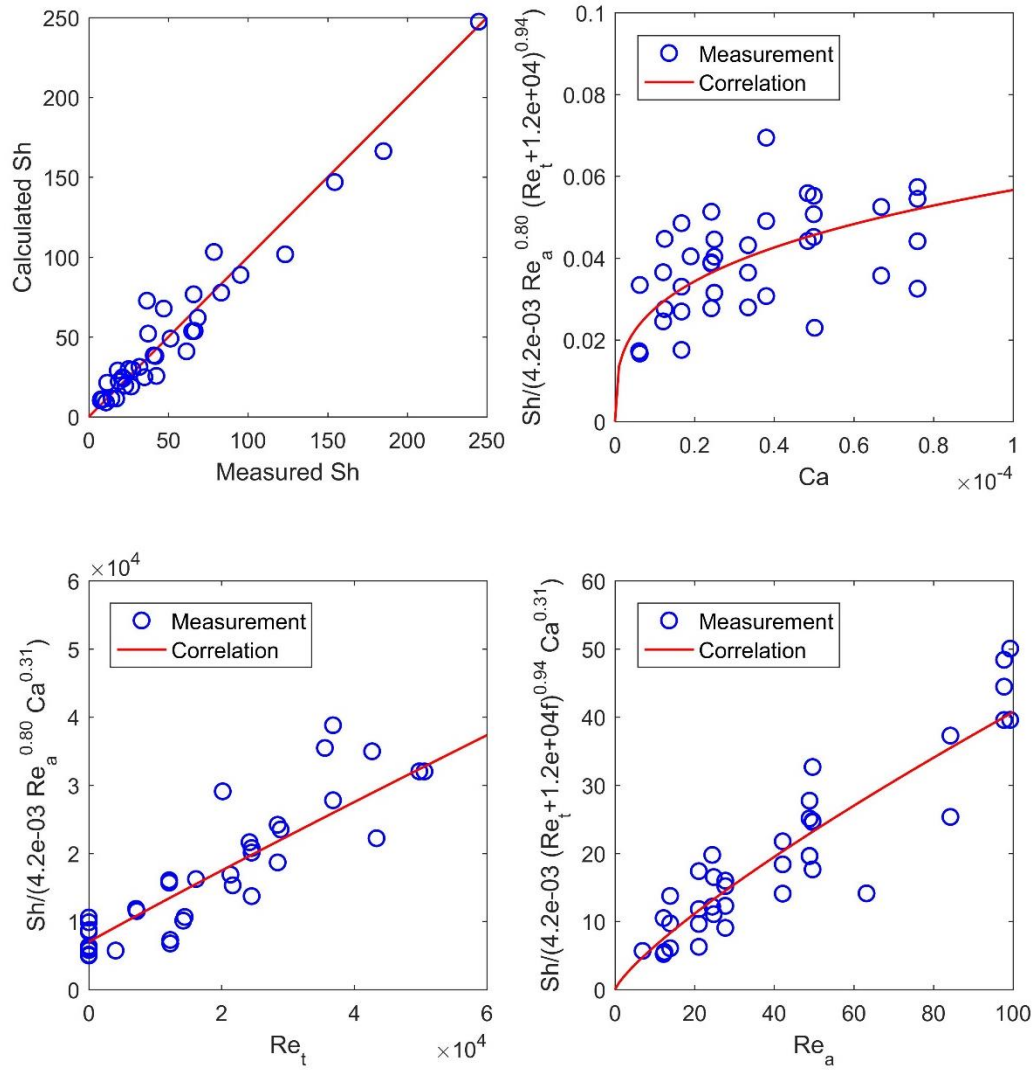 Calculated Sh
250
200
150
100
50
0
0 50 100 150 200 250
Measured Sh
Sh/(4.2e-03 Re_a^0.80 (Re_t+1.2e+04)^0.94)
0.1
0.08
0.06
0.04
0.02
0
Measurement
Correlation
0 0.2 0.4 0.6 0.8 1
Ca
×10^-4
Sh/(4.2e-03 Re_a^0.80 Ca^0.31)
×10^4
6
5
4
3
2
1
0
Measurement
Correlation
0 2 4 6
Re_t
×10^4
Sh/(4.2e-03 (Re_t+1.2e+04f)^0.94 Ca^0.31)
60
50
40
30
20
10
0
Measurement
Correlation
0 20 40 60 80 100
Re_a